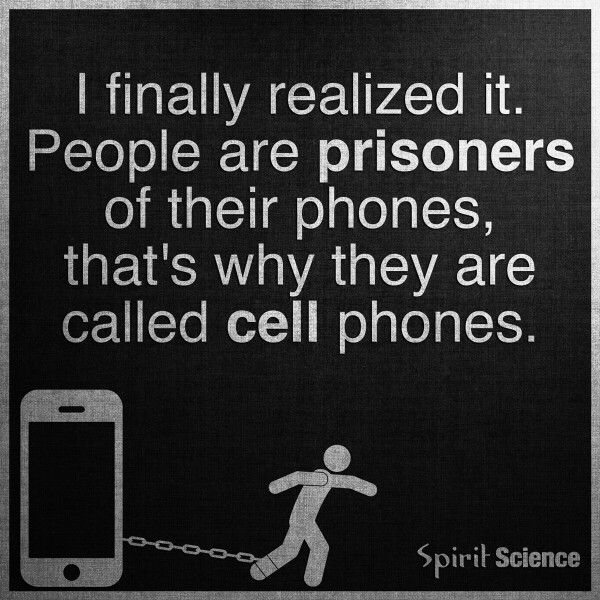 I finally realized it.
People are prisoners
of their phones,
that's why they are
called cell phones.
Spirit Science